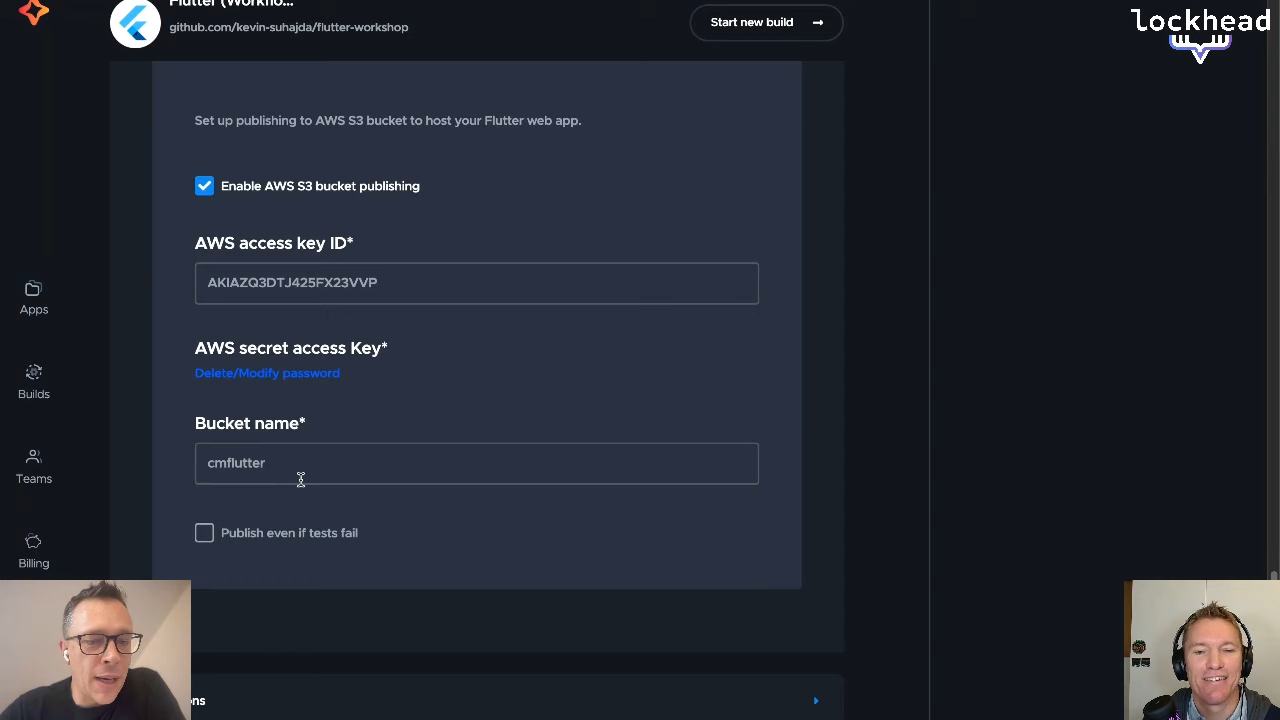 Flutter (Workflo...
github.com/kevin-suhajda/flutter-workshop
Start new build
lockhead
Set up publishing to AWS S3 bucket to host your Flutter web app.
Enable AWS S3 bucket publishing
AWS access key ID*
AKIAZQ3DTJ425FX23VVP
AWS secret access Key*
Delete/Modify password
Bucket name*
cmflutter
Publish even if tests fail
Apps
Builds
Teams
Billing
ons